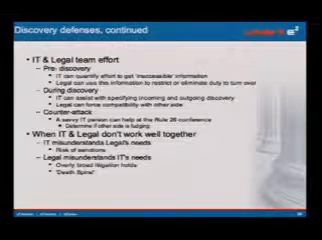 Discovery defenses, continued
• IT & Legal team effort
– Pre-discovery
• IT can quantify effort to get 'inaccessible' information
• Legal can use this information to restrict or eliminate duty to turn over
– During discovery
• IT can assist with specifying incoming and outgoing discovery
• Legal can force compatibility with other side
– Counter-attack
• A savvy IT person can help at the Rule 26 conference
• Determine if other side is fudging
• When IT & Legal don't work well together
– IT misunderstands Legal's needs
• Risk of sanctions
– Legal misunderstands IT's needs
• Overly broad litigation holds
• 'Death Spiral'